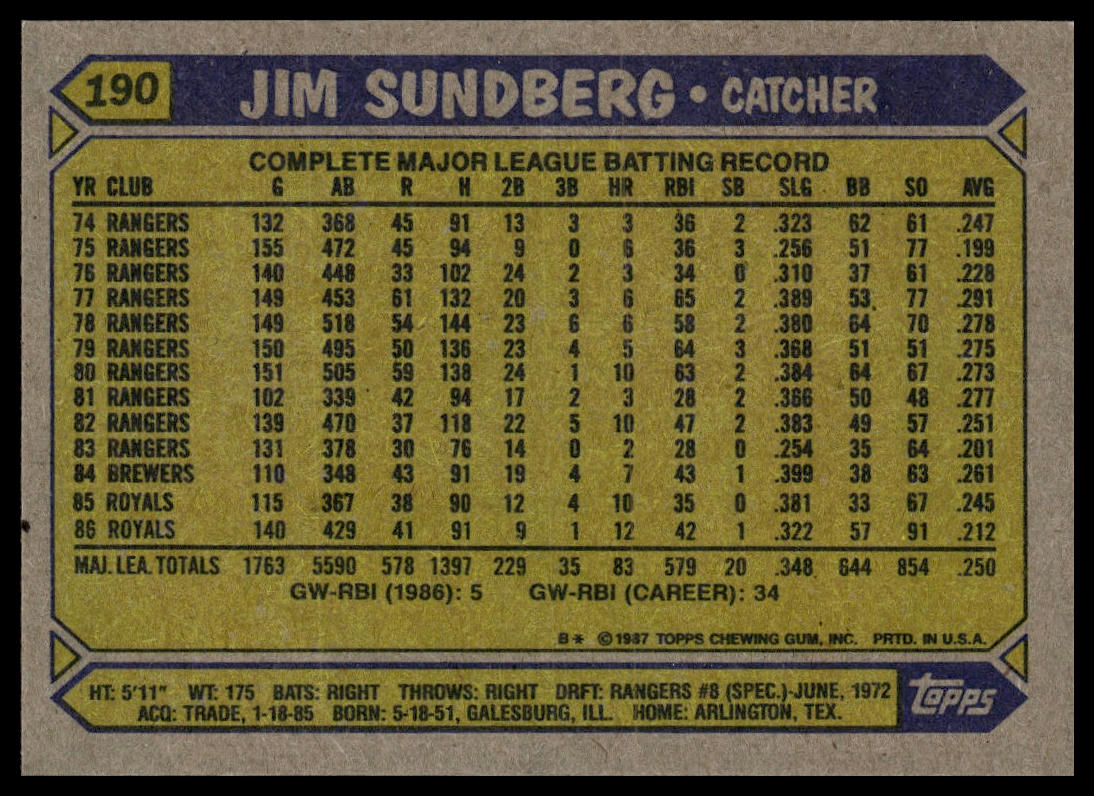 190 JIM SUNDBERG • CATCHER
COMPLETE MAJOR LEAGUE BATTING RECORD
YR CLUB G AB R H 2B 3B HR RBI SB SLG BB SO AVG
74 RANGERS 132 368 45 91 13 3 3 36 2 .323 62 61 .247
75 RANGERS 155 472 45 94 9 0 6 36 3 .256 51 77 .199
76 RANGERS 140 448 33 102 24 2 3 34 0 .310 37 61 .228
77 RANGERS 149 453 61 132 20 3 6 65 2 .389 53 77 .291
78 RANGERS 149 518 54 144 23 6 6 58 2 .380 64 70 .278
79 RANGERS 150 495 50 136 23 4 5 64 3 .368 51 51 .275
80 RANGERS 151 505 59 138 24 1 10 63 2 .384 64 67 .273
81 RANGERS 102 339 42 94 17 2 3 28 2 .366 50 48 .277
82 RANGERS 139 470 37 118 22 5 10 47 2 .383 49 57 .251
83 RANGERS 131 378 30 76 14 0 2 28 0 .254 35 64 .201
84 BREWERS 110 348 43 91 19 4 7 43 1 .399 38 63 .261
85 ROYALS 115 367 38 90 12 4 10 35 0 .381 33 67 .245
86 ROYALS 140 429 41 91 9 1 12 42 1 .322 57 91 .212
MAJ. LEA. TOTALS 1763 5590 578 1397 229 35 83 579 20 .348 644 854 .250
GW-RBI (1986): 5 GW-RBI (CAREER): 34
B* © 1987 TOPPS CHEWING GUM, INC. PRTD. IN U.S.A.
HT: 5'11" WT: 175 BATS: RIGHT THROWS: RIGHT DRFT: RANGERS #8 (SPEC.)-JUNE, 1972
ACQ: TRADE, 1-18-85 BORN: 5-18-51, GALESBURG, ILL. HOME: ARLINGTON, TEX.
topps